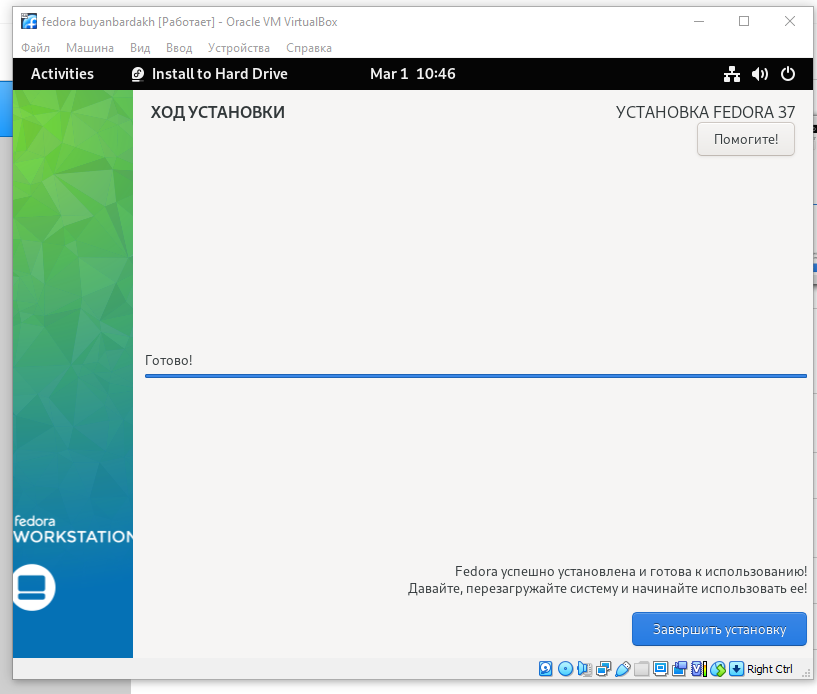 fedora buyanbardakh [Работает] - Oracle VM VirtualBox
Файл Машина Вид Ввод Устройства Справка
Activities Install to Hard Drive Mar 1 10:46
ХОД УСТАНОВКИ УСТАНОВКА FEDORA 37
Помогите!
Готово!
fedora
WORKSTATION
Fedora успешно установлена и готова к использованию!
Давайте, перезагружайте систему и начинайте использовать ее!
Завершить установку
Right Ctrl